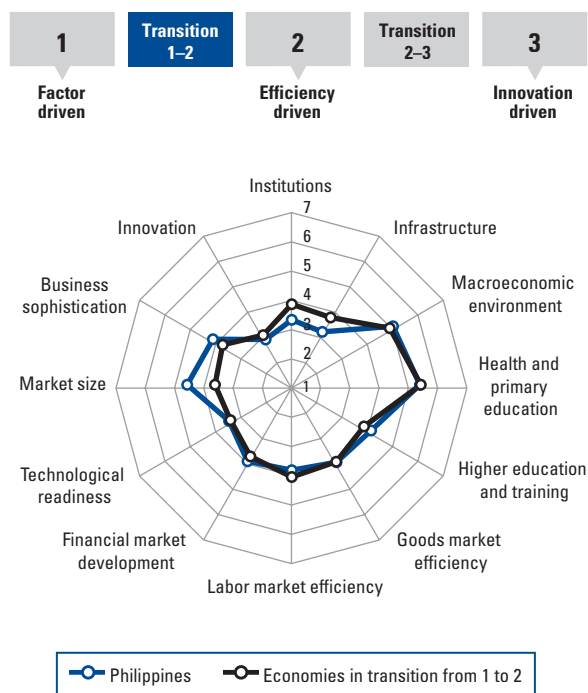 1
Transition
1–2
2
Transition
2–3
3
Factor
driven
Efficiency
driven
Innovation
driven
Institutions
7
6
5
4
3
2
1
Innovation
Infrastructure
Business
sophistication
Macroeconomic
environment
Market size
Health and
primary
education
Technological
readiness
Higher education
and training
Financial market
development
Goods market
efficiency
Labor market efficiency
Philippines
Economies in transition from 1 to 2